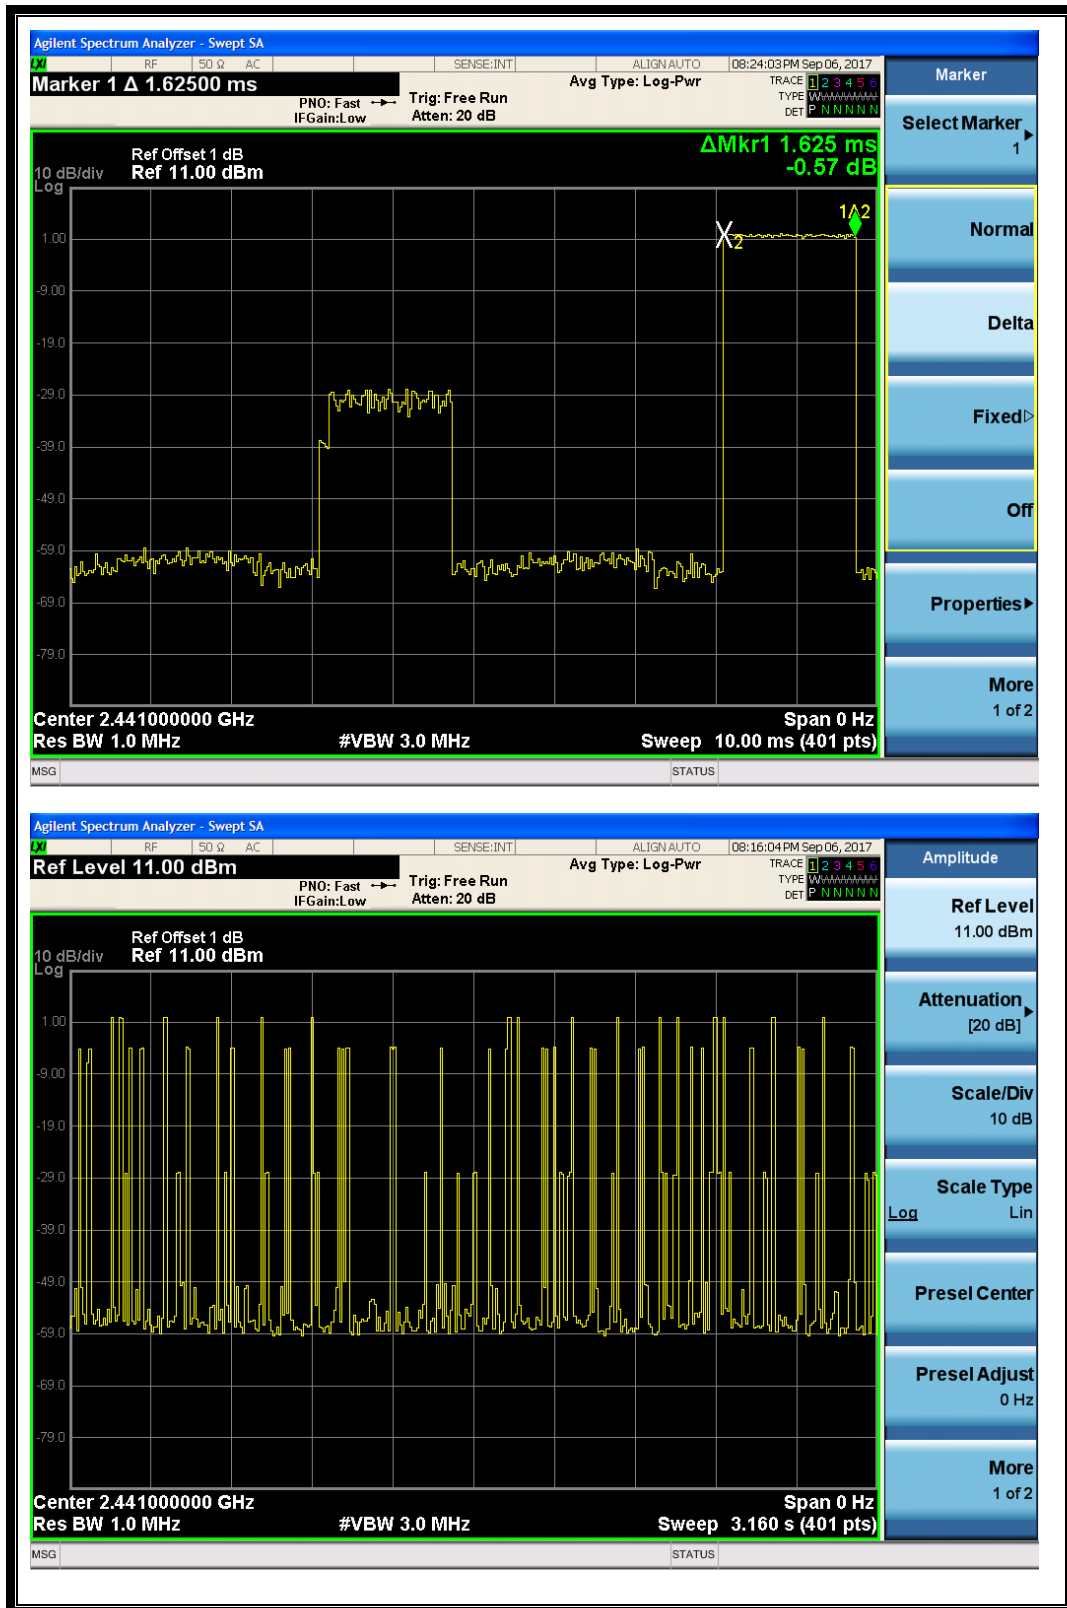 Agilent Spectrum Analyzer - Swept SA
LXI RF 50 Ω AC SENSE:INT ALIGN AUTO 08:24:03 PM Sep 06, 2017
Marker 1 Δ 1.62500 ms
PNO: Fast
IFGain:Low
Trig: Free Run
Atten: 20 dB
Avg Type: Log-Pwr
TRACE 1 2 3 4 5 6
TYPE
DET P N N N N N
ΔMkr1 1.625 ms
-0.57 dB
Ref Offset 1 dB
10 dB/div Ref 11.00 dBm
Log
1.00
-9.00
-19.0
-29.0
-39.0
-49.0
-59.0
-69.0
-79.0
1Δ2
2
Center 2.441000000 GHz Span 0 Hz
Res BW 1.0 MHz #VBW 3.0 MHz Sweep 10.00 ms (401 pts)
MSG STATUS
Marker
Select Marker
1
Normal
Delta
Fixed
Off
Properties
More
1 of 2
Agilent Spectrum Analyzer - Swept SA
LXI RF 50 Ω AC SENSE:INT ALIGN AUTO 08:16:04 PM Sep 06, 2017
Ref Level 11.00 dBm
PNO: Fast
IFGain:Low
Trig: Free Run
Atten: 20 dB
Avg Type: Log-Pwr
TRACE 1 2 3 4 5 6
TYPE
DET P N N N N N
Ref Offset 1 dB
10 dB/div Ref 11.00 dBm
Log
1.00
-9.00
-19.0
-29.0
-39.0
-49.0
-59.0
-69.0
-79.0
Center 2.441000000 GHz Span 0 Hz
Res BW 1.0 MHz #VBW 3.0 MHz Sweep 3.160 s (401 pts)
MSG STATUS
Amplitude
Ref Level
11.00 dBm
Attenuation
[20 dB]
Scale/Div
10 dB
Scale Type
Log Lin
Presel Center
Presel Adjust
0 Hz
More
1 of 2